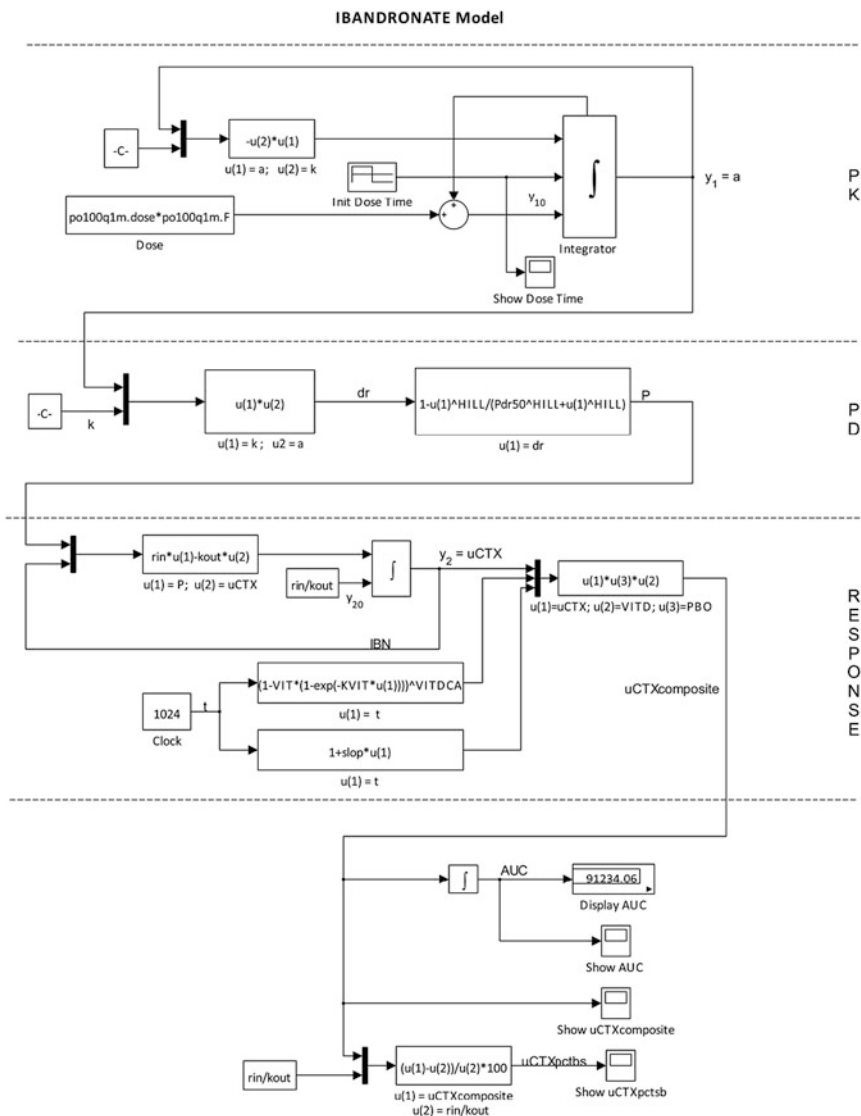 IBANDRONATE Model
-C-
-u(2)*u(1)
u(1) = a;  u(2) = k
Init Dose Time
y10
∫
Integrator
y1 = a
PK
po100q1m.dose*po100q1m.F
Dose
+
+
Show Dose Time
-C-
k
u(1)*u(2)
u(1) = k ;  u2 = a
dr
1-u(1)^HILL/(Pdr50^HILL+u(1)^HILL)
u(1) = dr
P
PD
rin*u(1)-kout*u(2)
u(1) = P;  u(2) = uCTX
rin/kout
y20
∫
y2 = uCTX
u(1)*u(3)*u(2)
u(1)=uCTX; u(2)=VITD; u(3)=PBO
RESPONSE
IBN
(1-VIT*(1-exp(-KVIT*u(1))))^VITDCA
u(1) =  t
1024
t
Clock
1+slop*u(1)
u(1) = t
uCTXcomposite
∫
AUC
91234.06
Display AUC
Show AUC
Show uCTXcomposite
rin/kout
(u(1)-u(2))/u(2)*100
u(1) = uCTXcomposite
u(2) = rin/kout
uCTXpctbs
Show uCTXpctsb